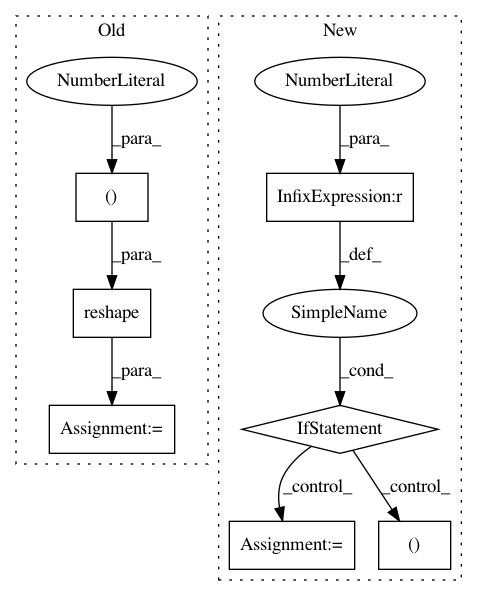 Old
New
NumberLiteral
NumberLiteral
_para_
_para_
()
InfixExpression:r
_para_
_def_
reshape
SimpleName
_para_
_cond_
Assignment:=
IfStatement
_control_
_control_
Assignment:=
()